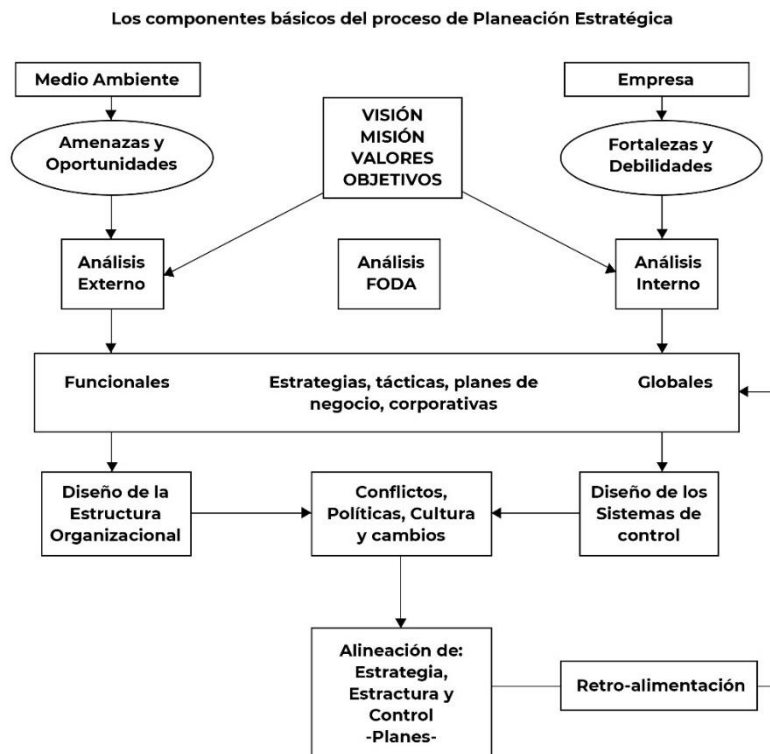 Los componentes básicos del proceso de Planeación Estratégica
Medio Ambiente
Empresa
Amenazas y
Oportunidades
VISIÓN
MISIÓN
VALORES
OBJETIVOS
Fortalezas y
Debilidades
Análisis
Externo
Análisis
FODA
Análisis
Interno
Funcionales
Estrategias, tácticas, planes de
negocio, corporativas
Globales
Diseño de la
Estructura
Organizacional
Conflictos,
Políticas, Cultura
y cambios
Diseño de los
Sistemas de
control
Alineación de:
Estrategia,
Estractura y
Control
-Planes-
Retro-alimentación